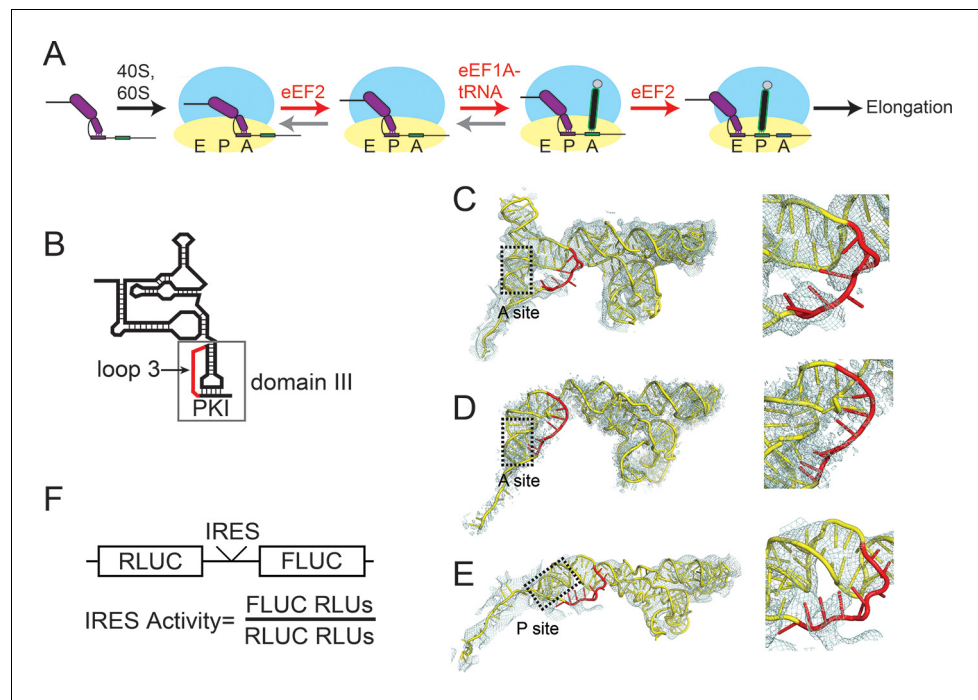 A
40S,
60S
eEF2
eEF1A-
tRNA
eEF2
Elongation
E P A
E P A
E P A
E P A
B
loop 3
domain III
PKI
C
A site
D
A site
E
P site
F
IRES
RLUC
FLUC
IRES Activity= FLUC RLUs
RLUC RLUs